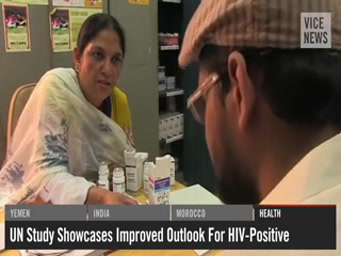 VICE
NEWS
YEMEN
INDIA
MOROCCO
HEALTH
UN Study Showcases Improved Outlook For HIV-Positive